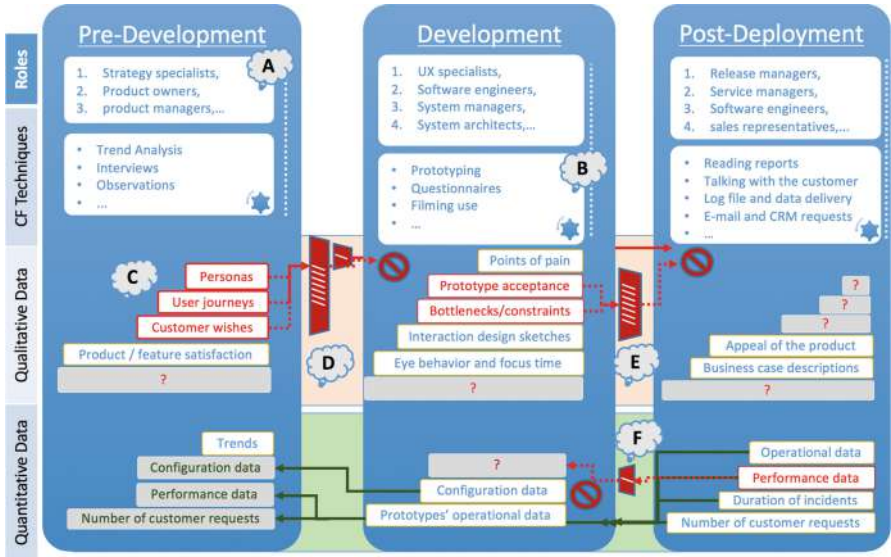 Pre-Development
Development
Post-Deployment
Roles
1. Strategy specialists,
2. Product owners,
3. product managers,...
A
1. UX specialists,
2. Software engineers,
3. System managers,
4. System architects,...
1. Release managers,
2. Service managers,
3. Software engineers,
4. sales representatives,...
CF Techniques
• Trend Analysis
• Interviews
• Observations
• ...
B
• Prototyping
• Questionnaires
• Filming use
• ...
• Reading reports
• Talking with the customer
• Log file and data delivery
• E-mail and CRM requests
• ...
Qualitative Data
C
Personas
User journeys
Customer wishes
Product / feature satisfaction
?
D
Points of pain
Prototype acceptance
Bottlenecks/constraints
Interaction design sketches
Eye behavior and focus time
?
E
?
?
?
Appeal of the product
Business case descriptions
?
Quantitative Data
Trends
Configuration data
Performance data
Number of customer requests
?
Configuration data
Prototypes' operational data
F
Operational data
Performance data
Duration of incidents
Number of customer requests